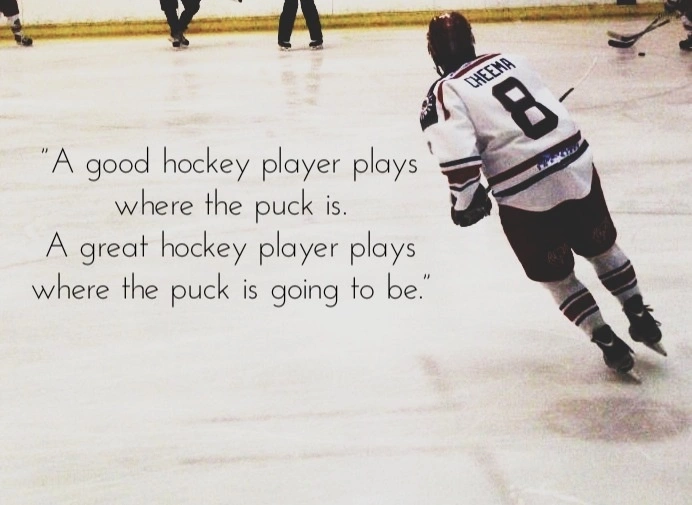 CHEEMA
8
"A good hockey player plays
where the puck is.
A great hockey player plays
where the puck is going to be."